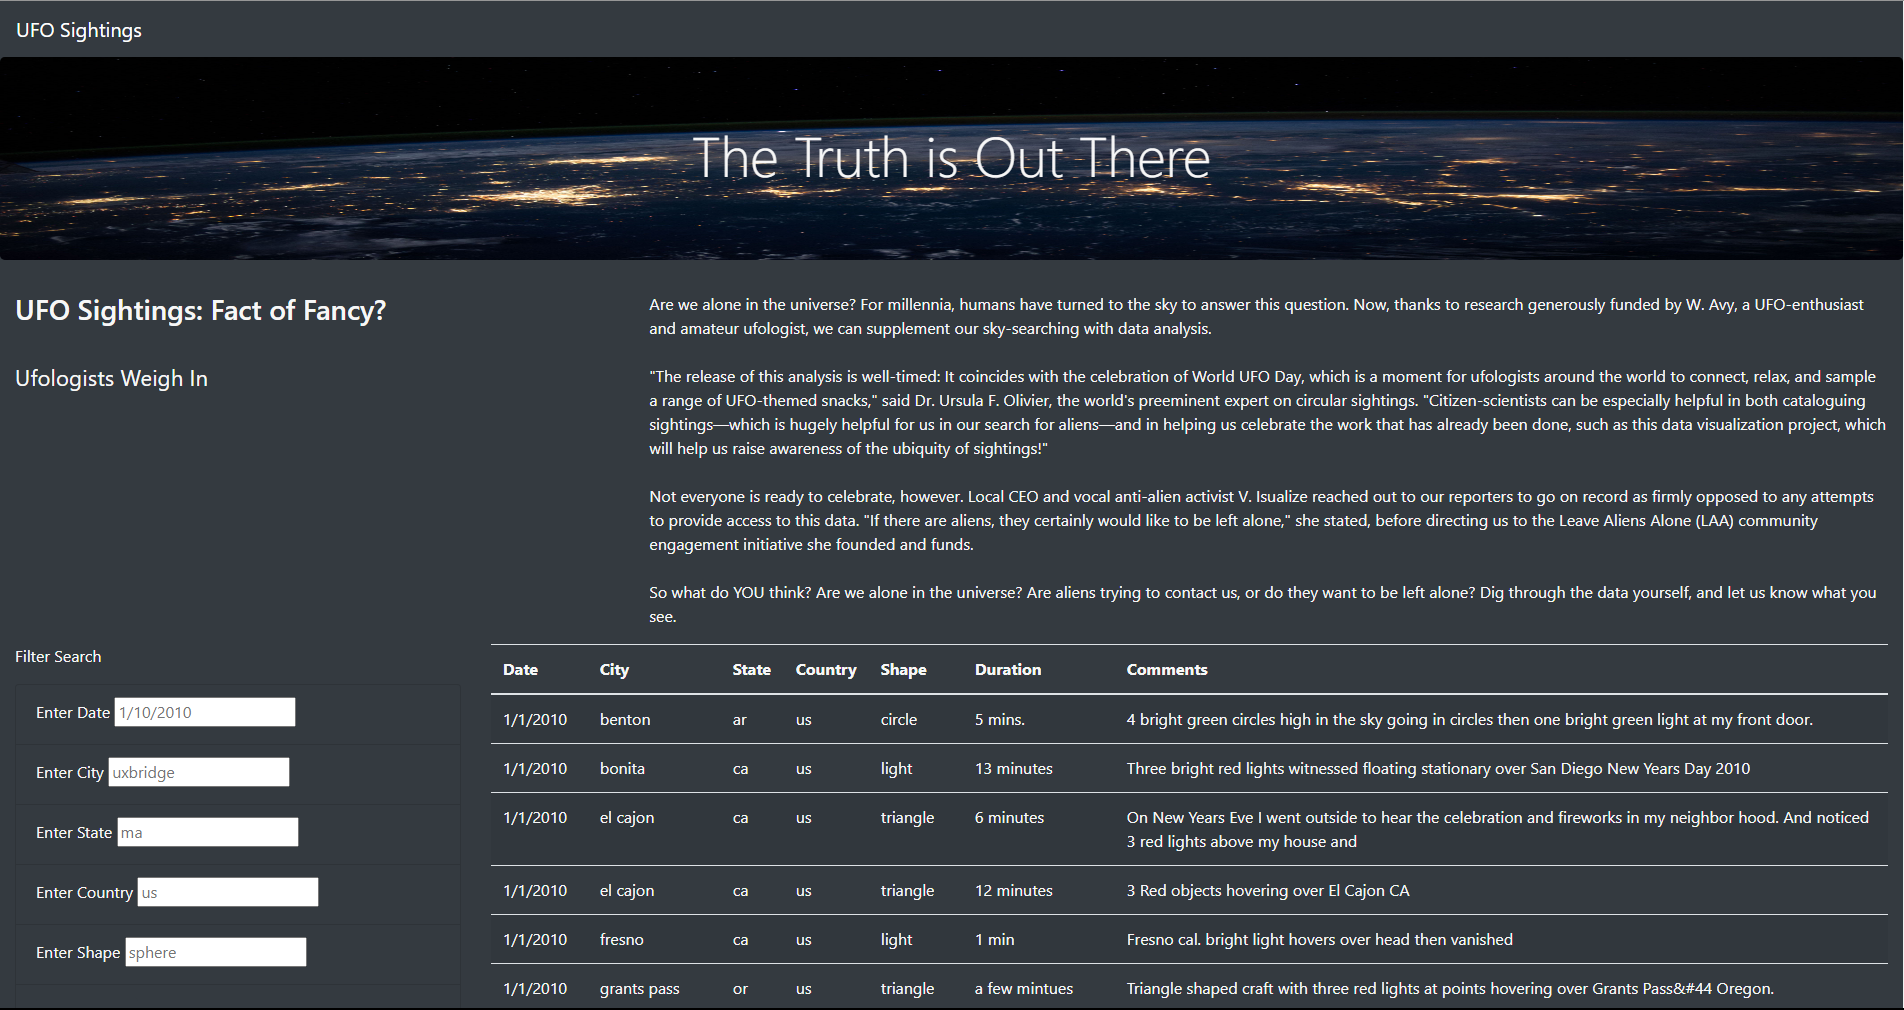 UFO Sightings
The Truth is Out There
UFO Sightings: Fact of Fancy?
Ufologists Weigh In
Are we alone in the universe? For millennia, humans have turned to the sky to answer this question. Now, thanks to research generously funded by W. Avy, a UFO-enthusiast
and amateur ufologist, we can supplement our sky-searching with data analysis.
"The release of this analysis is well-timed: It coincides with the celebration of World UFO Day, which is a moment for ufologists around the world to connect, relax, and sample
a range of UFO-themed snacks," said Dr. Ursula F. Olivier, the world's preeminent expert on circular sightings. "Citizen-scientists can be especially helpful in both cataloguing
sightings—which is hugely helpful for us in our search for aliens—and in helping us celebrate the work that has already been done, such as this data visualization project, which
will help us raise awareness of the ubiquity of sightings!"
Not everyone is ready to celebrate, however. Local CEO and vocal anti-alien activist V. Isualize reached out to our reporters to go on record as firmly opposed to any attempts
to provide access to this data. "If there are aliens, they certainly would like to be left alone," she stated, before directing us to the Leave Aliens Alone (LAA) community
engagement initiative she founded and funds.
So what do YOU think? Are we alone in the universe? Are aliens trying to contact us, or do they want to be left alone? Dig through the data yourself, and let us know what you
see.
Filter Search
Enter Date 1/10/2010
Enter City uxbridge
Enter State ma
Enter Country us
Enter Shape sphere
Date City State Country Shape Duration Comments
1/1/2010 benton ar us circle 5 mins. 4 bright green circles high in the sky going in circles then one bright green light at my front door.
1/1/2010 bonita ca us light 13 minutes Three bright red lights witnessed floating stationary over San Diego New Years Day 2010
1/1/2010 el cajon ca us triangle 6 minutes On New Years Eve I went outside to hear the celebration and fireworks in my neighbor hood. And noticed
3 red lights above my house and
1/1/2010 el cajon ca us triangle 12 minutes 3 Red objects hovering over El Cajon CA
1/1/2010 fresno ca us light 1 min Fresno cal. bright light hovers over head then vanished
1/1/2010 grants pass or us triangle a few mintues Triangle shaped craft with three red lights at points hovering over Grants Pass&#44 Oregon.